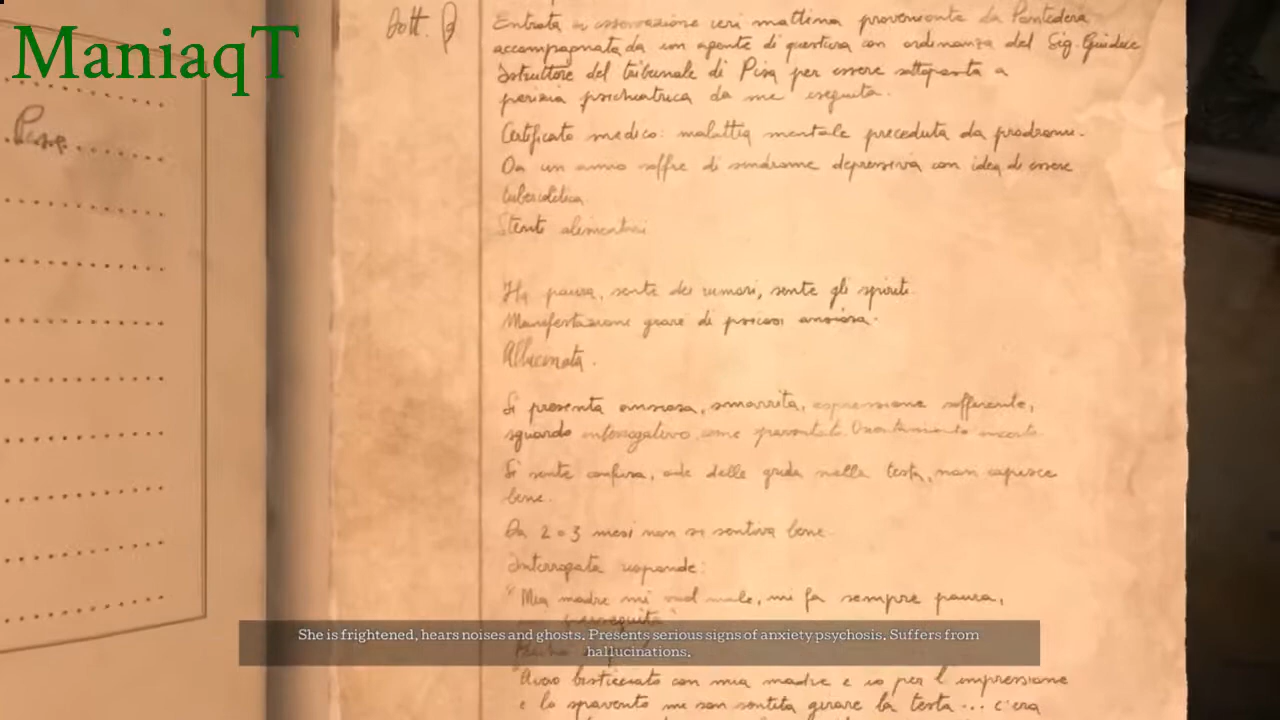 ManiaqT
Pisa
Dott.
Entrata in osservazione ieri mattina proveniente da Pontedera
accompagnata da un agente di questura con ordinanza del Sig. Giudice
Istruttore del tribunale di Pisa per essere sottoposta a
perizia psichiatrica da me eseguita.
Certificato medico: malattia mentale preceduta da prodromi.
Da un anno soffre di sindrome depressiva con idea di essere
tubercolitica
Stenti alimentari
Ha paura, sente dei rumori, sente gli spiriti
Manifestazione grave di psicosi ansiosa.
Allucinata.
Si presenta ansiosa, smarrita, espressione sofferente,
sguardo interrogativo come spaventata. Orientamento incerto
Si sente confusa, ode delle grida nella testa, non capisce
bene.
Da 2 o 3 mesi non si sentiva bene
Interrogata risponde:
"Mia madre mi vuol male, mi fa sempre paura,
perseguita"
She is frightened, hears noises and ghosts. Presents serious signs of anxiety psychosis. Suffers from
hallucinations.
"Avevo bisticciato con mia madre e io per l impressione
e lo spavento mi son sentita girare la testa... c'era